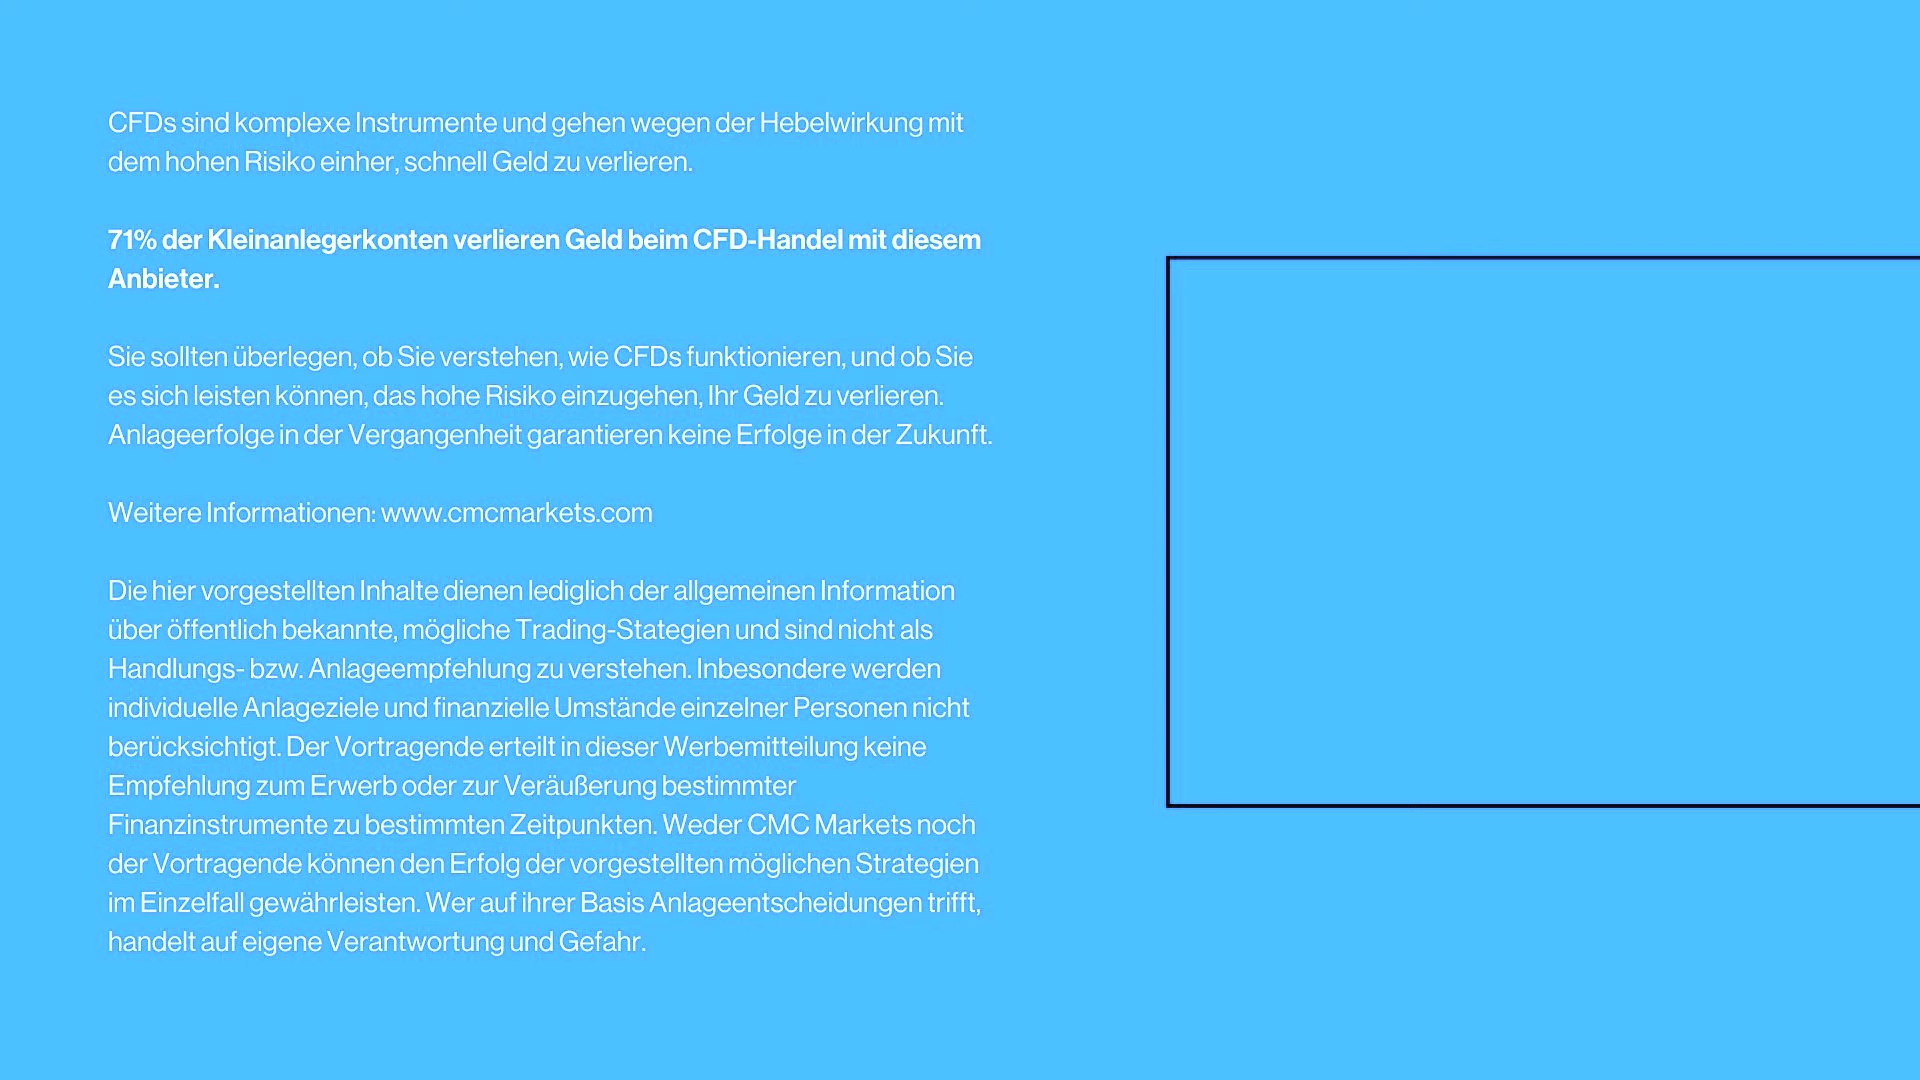 CFDs sind komplexe Instrumente und gehen wegen der Hebelwirkung mit
dem hohen Risiko einher, schnell Geld zu verlieren.
71% der Kleinanlegerkonten verlieren Geld beim CFD-Handel mit diesem
Anbieter.
Sie sollten überlegen, ob Sie verstehen, wie CFDs funktionieren, und ob Sie
es sich leisten können, das hohe Risiko einzugehen, Ihr Geld zu verlieren.
Anlageerfolge in der Vergangenheit garantieren keine Erfolge in der Zukunft.
Weitere Informationen: www.cmcmarkets.com
Die hier vorgestellten Inhalte dienen lediglich der allgemeinen Information
über öffentlich bekannte, mögliche Trading-Stategien und sind nicht als
Handlungs- bzw. Anlageempfehlung zu verstehen. Inbesondere werden
individuelle Anlageziele und finanzielle Umstände einzelner Personen nicht
berücksichtigt. Der Vortragende erteilt in dieser Werbemitteilung keine
Empfehlung zum Erwerb oder zur Veräußerung bestimmter
Finanzinstrumente zu bestimmten Zeitpunkten. Weder CMC Markets noch
der Vortragende können den Erfolg der vorgestellten möglichen Strategien
im Einzelfall gewährleisten. Wer auf ihrer Basis Anlageentscheidungen trifft,
handelt auf eigene Verantwortung und Gefahr.